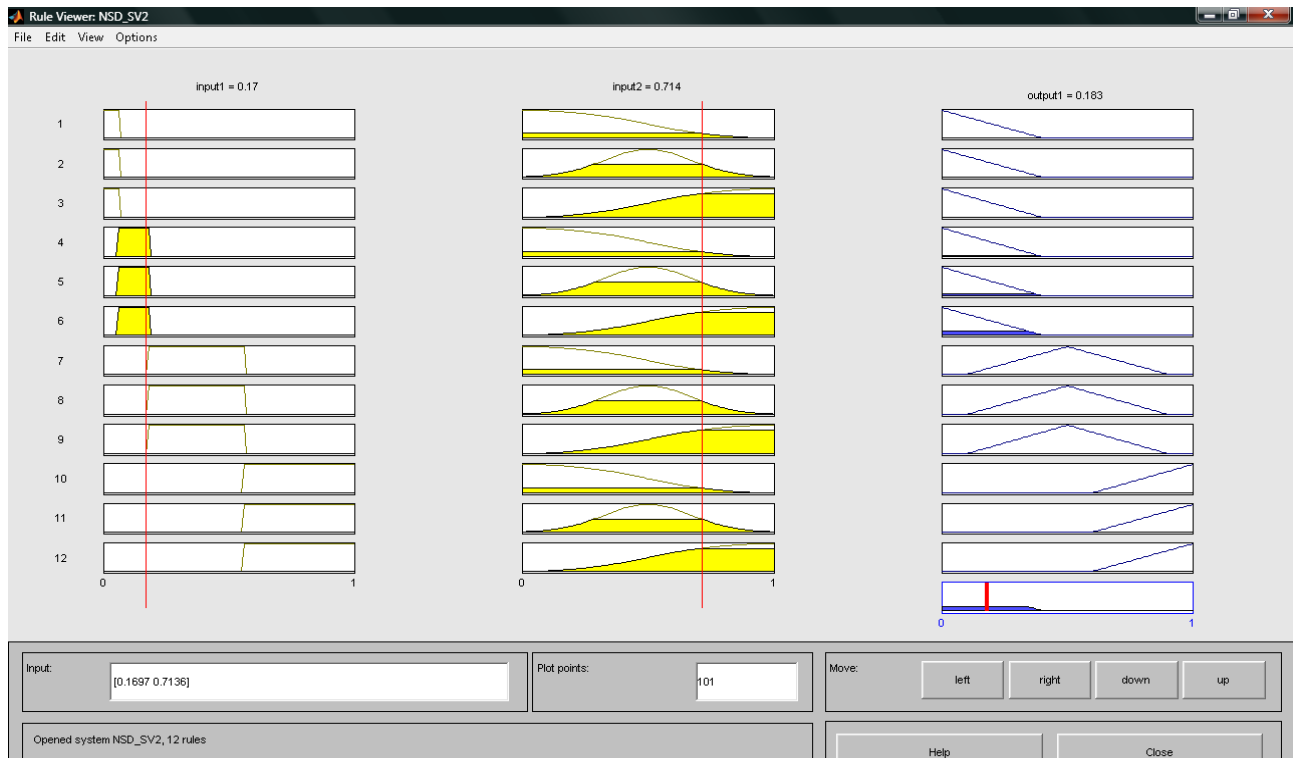 Rule Viewer: NSD_SV2
File Edit View Options
input1 = 0.17
input2 = 0.714
output1 = 0.183
1
2
3
4
5
6
7
8
9
10
11
12
0 1
0 1
0 1
Input:
[0.1697 0.7136]
Plot points:
101
Move:
left right down up
Opened system NSD_SV2, 12 rules
Help Close